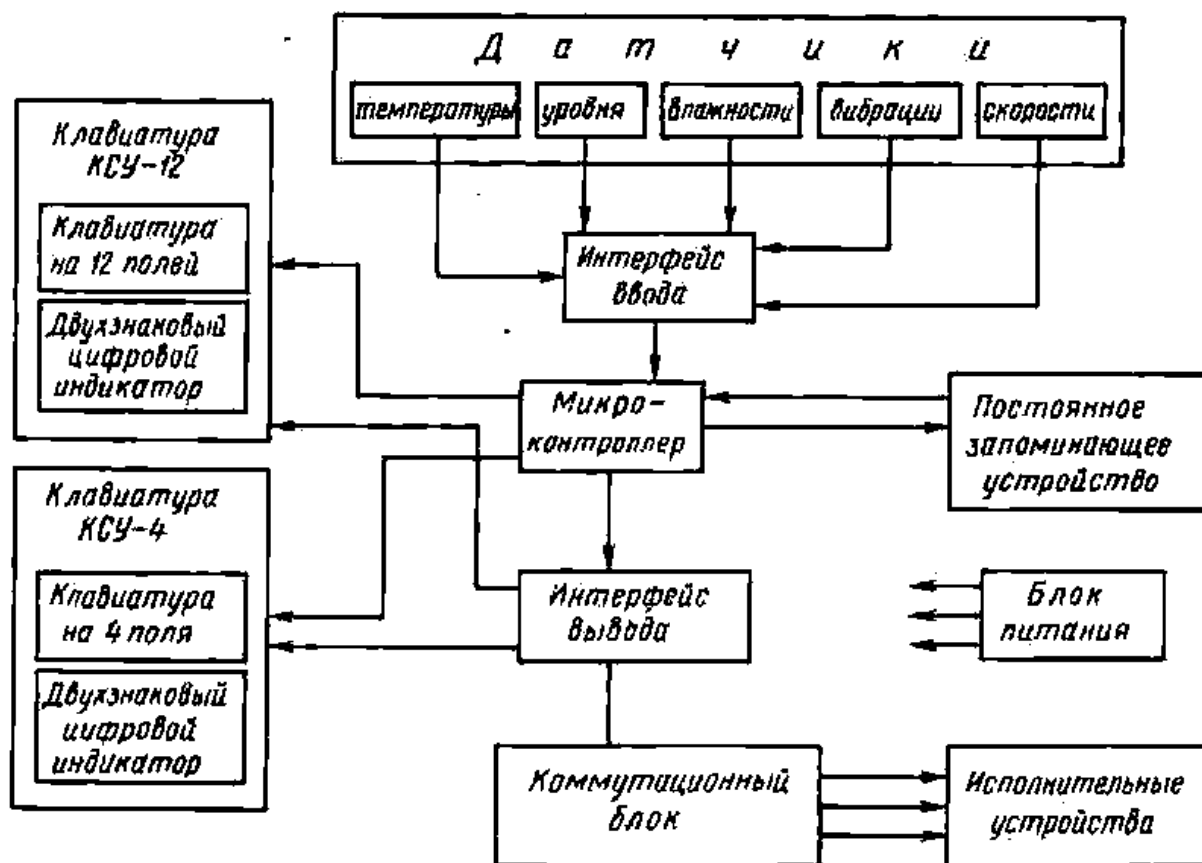 Датчики
температуры
уровня
влажности
вибрации
скорости
Клавиатура
КСУ-12
Клавиатура
на 12 полей
Двухзнаковый
цифровой
индикатор
Интерфейс
ввода
Микро-
контроллер
Постоянное
запоминающее
устройство
Клавиатура
КСУ-4
Клавиатура
на 4 поля
Двухзнаковый
цифровой
индикатор
Интерфейс
вывода
Блок
питания
Коммутационный
блок
Исполнительные
устройства